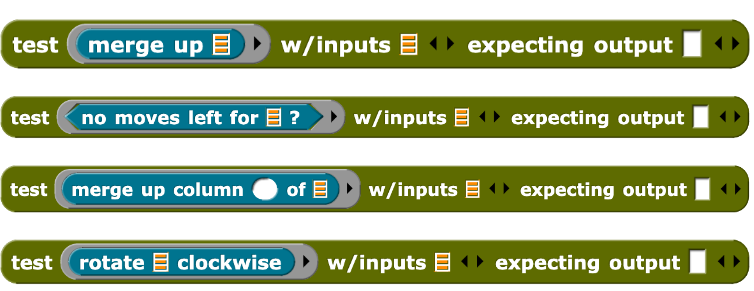 test merge up w/inputs expecting output
test no moves left for ? w/inputs expecting output
test merge up column of w/inputs expecting output
test rotate clockwise w/inputs expecting output